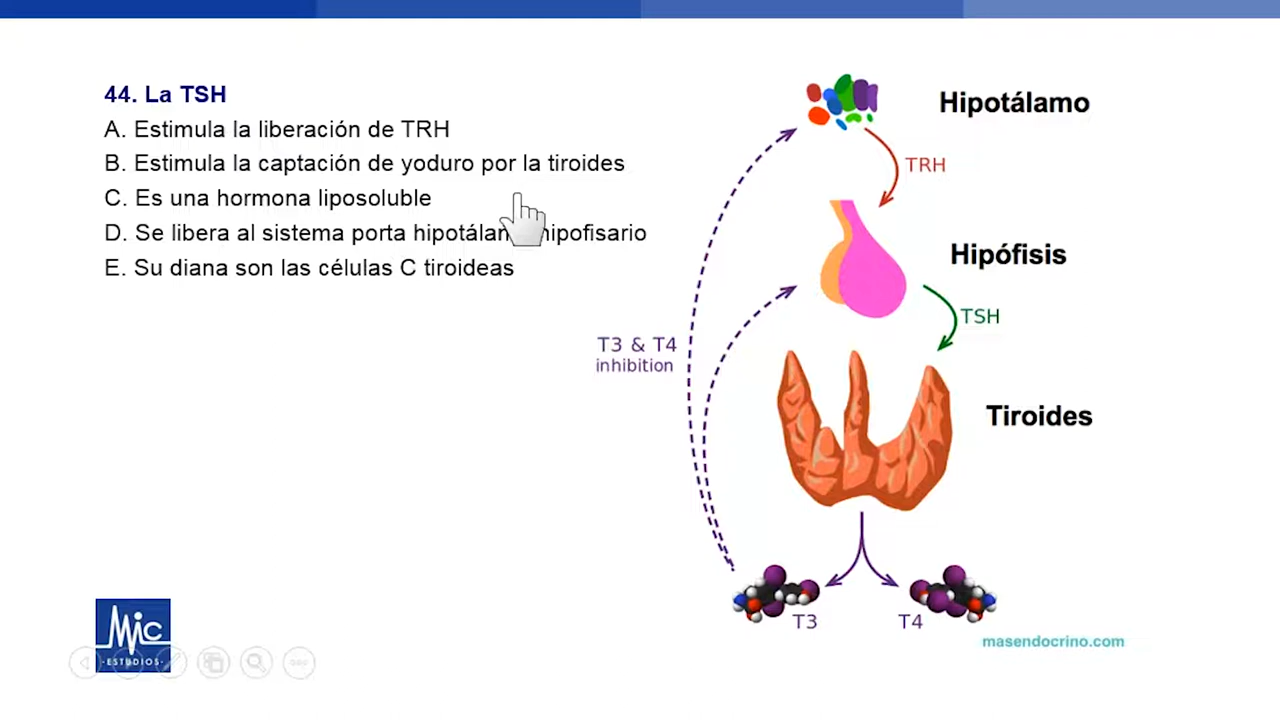 44. La TSH
A. Estimula la liberación de TRH
B. Estimula la captación de yoduro por la tiroides
C. Es una hormona liposoluble
D. Se libera al sistema porta hipotálam hipofisario
E. Su diana son las células C tiroideas
Hipotálamo
TRH
Hipófisis
TSH
T3 & T4
inhibition
Tiroides
T3
T4
masendocrino.com
Mic
·ESTUDIOS·